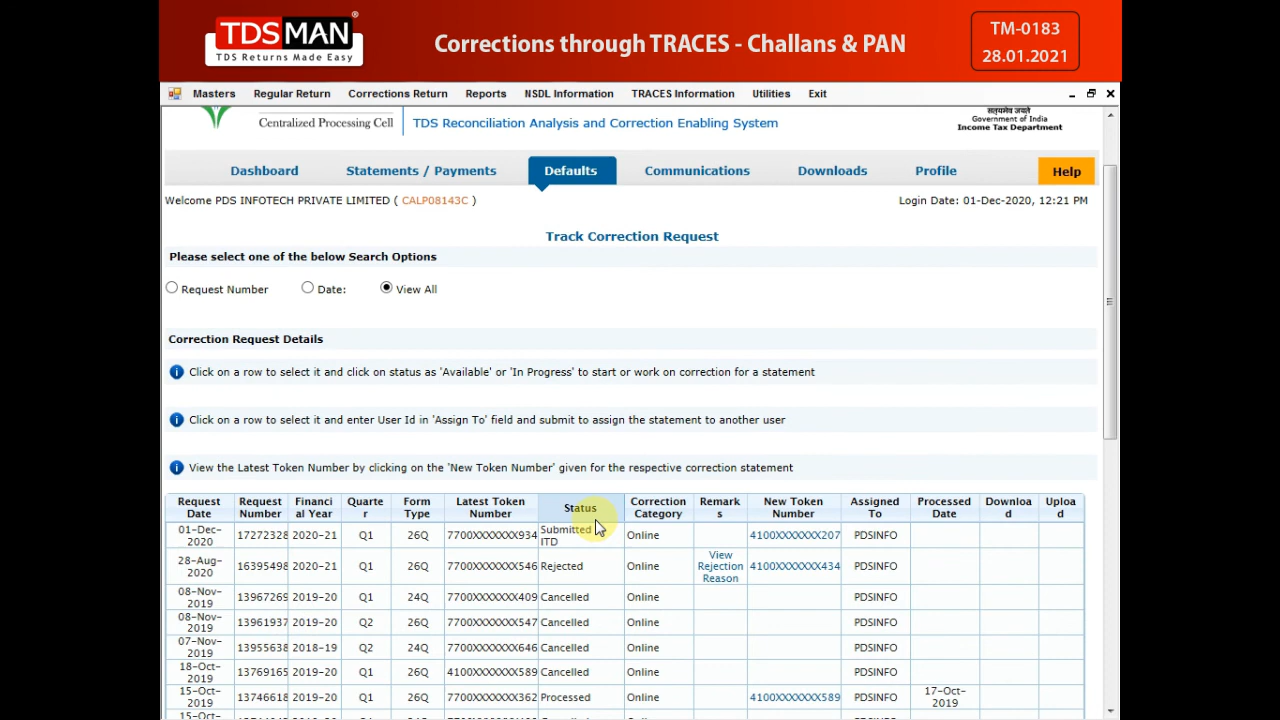 TDSMAN ®
TDS Returns Made Easy
Corrections through TRACES - Challans & PAN
TM-0183
28.01.2021
Masters Regular Return Corrections Return Reports NSDL Information TRACES Information Utilities Exit
Centralized Processing Cell TDS Reconciliation Analysis and Correction Enabling System
सत्यमेव जयते
Government of India
Income Tax Department
Dashboard Statements / Payments Defaults Communications Downloads Profile Help
Welcome PDS INFOTECH PRIVATE LIMITED ( CALP08143C ) Login Date: 01-Dec-2020, 12:21 PM
Track Correction Request
Please select one of the below Search Options
Request Number Date: View All
Correction Request Details
Click on a row to select it and click on status as 'Available' or 'In Progress' to start or work on correction for a statement
Click on a row to select it and enter User Id in 'Assign To' field and submit to assign the statement to another user
View the Latest Token Number by clicking on the 'New Token Number' given for the respective correction statement
Request Date Request Number Financial Year Quarter Form Type Latest Token Number Status Correction Category Remarks New Token Number Assigned To Processed Date Download Upload
01-Dec-2020 17272328 2020-21 Q1 26Q 7700XXXXXXX934 Submitted ITD Online 4100XXXXXXX207 PDSINFO
28-Aug-2020 16395498 2020-21 Q1 26Q 7700XXXXXXX546 Rejected Online View Rejection Reason 4100XXXXXXX434 PDSINFO
08-Nov-2019 13967269 2019-20 Q1 24Q 7700XXXXXXX409 Cancelled Online PDSINFO
08-Nov-2019 13961937 2019-20 Q2 26Q 7700XXXXXXX547 Cancelled Online PDSINFO
07-Nov-2019 13955638 2018-19 Q2 24Q 7700XXXXXXX646 Cancelled Online PDSINFO
18-Oct-2019 13769165 2019-20 Q1 26Q 4100XXXXXXX589 Cancelled Online PDSINFO
15-Oct-2019 13746618 2019-20 Q1 26Q 7700XXXXXXX362 Processed Online 4100XXXXXXX589 PDSINFO 17-Oct-2019